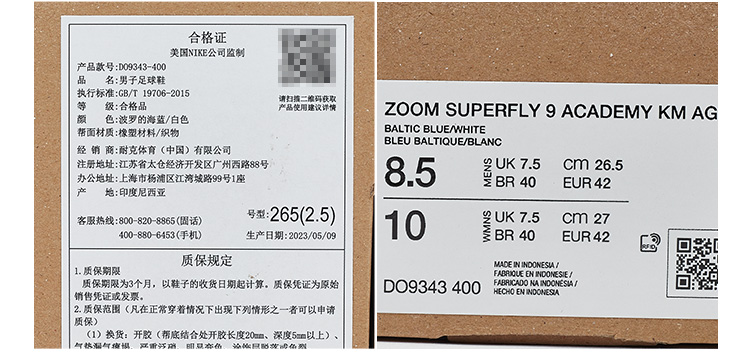 合格证
美国NIKE公司监制
产品款号:DO9343-400
品 名:男子足球鞋
执行标准:GB/T 19706-2015
等 级:合格品
颜 色:波罗的海蓝/白色
帮面材质:橡塑材料/织物
请扫描二维码获取
产品使用建议详情
经 销 商:耐克体育(中国)有限公司
注册地址:江苏省太仓经济开发区广州西路88号
办公地址:上海市杨浦区江湾城路99号1座
产 地:印度尼西亚
号型:265(2.5)
客服热线:800-820-8865(固话)
400-880-6453(手机)
生产日期:2023/05/09
质保规定
1.质保期限
质保期限为3个月，以鞋子的收货日期起计算。质保凭证为原始
销售凭证或发票。
2.质保范围（凡在正常穿着情况下出现下列情形之一者可以申请
质保）
（1）换货：开胶（帮底结合处开胶长度20mm、深度5mm以上）、
ZOOM SUPERFLY 9 ACADEMY KM AG
BALTIC BLUE/WHITE
BLEU BALTIQUE/BLANC
8.5 MENS UK 7.5 CM 26.5
BR 40 EUR 42
10 WMNS UK 7.5 CM 27
BR 40 EUR 42
RFID
MADE IN INDONESIA /
FABRIQUE EN INDONESIE /
FABRICADO NA INDONESIA /
HECHO EN INDONESIA
DO9343 400